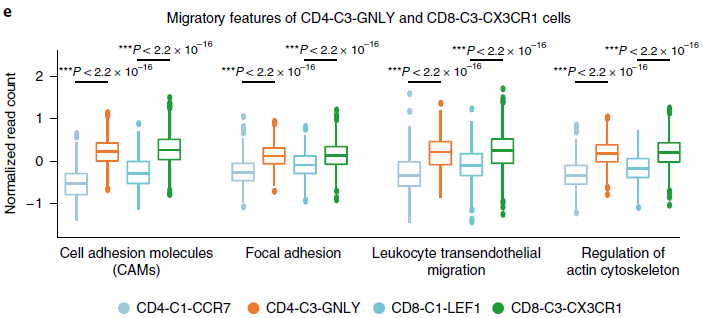 e
Migratory features of CD4-C3-GNLY and CD8-C3-CX3CR1 cells
***P < 2.2 × 10−16 ***P < 2.2 × 10−16 ***P < 2.2 × 10−16 ***P < 2.2 × 10−16
***P < 2.2 × 10−16 ***P < 2.2 × 10−16 ***P < 2.2 × 10−16 ***P < 2.2 × 10−16
Normalized read count
2
1
0
−1
Cell adhesion molecules
(CAMs)
Focal adhesion
Leukocyte transendothelial
migration
Regulation of
actin cytoskeleton
CD4-C1-CCR7 CD4-C3-GNLY CD8-C1-LEF1 CD8-C3-CX3CR1